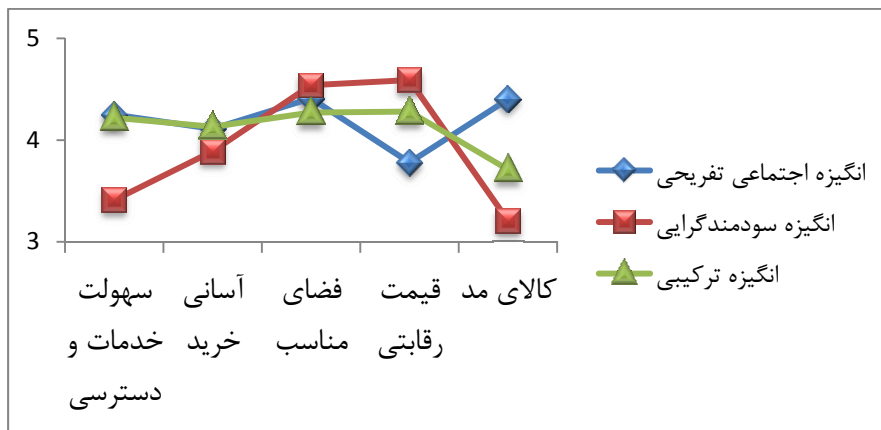 5
4
3
سهولت
خدمات و
دسترسی
آسانی
خرید
فضای
مناسب
قیمت
رقابتی
کالای مد
انگیزه اجتماعی تفریحی
انگیزه سودمندگرایی
انگیزه ترکیبی